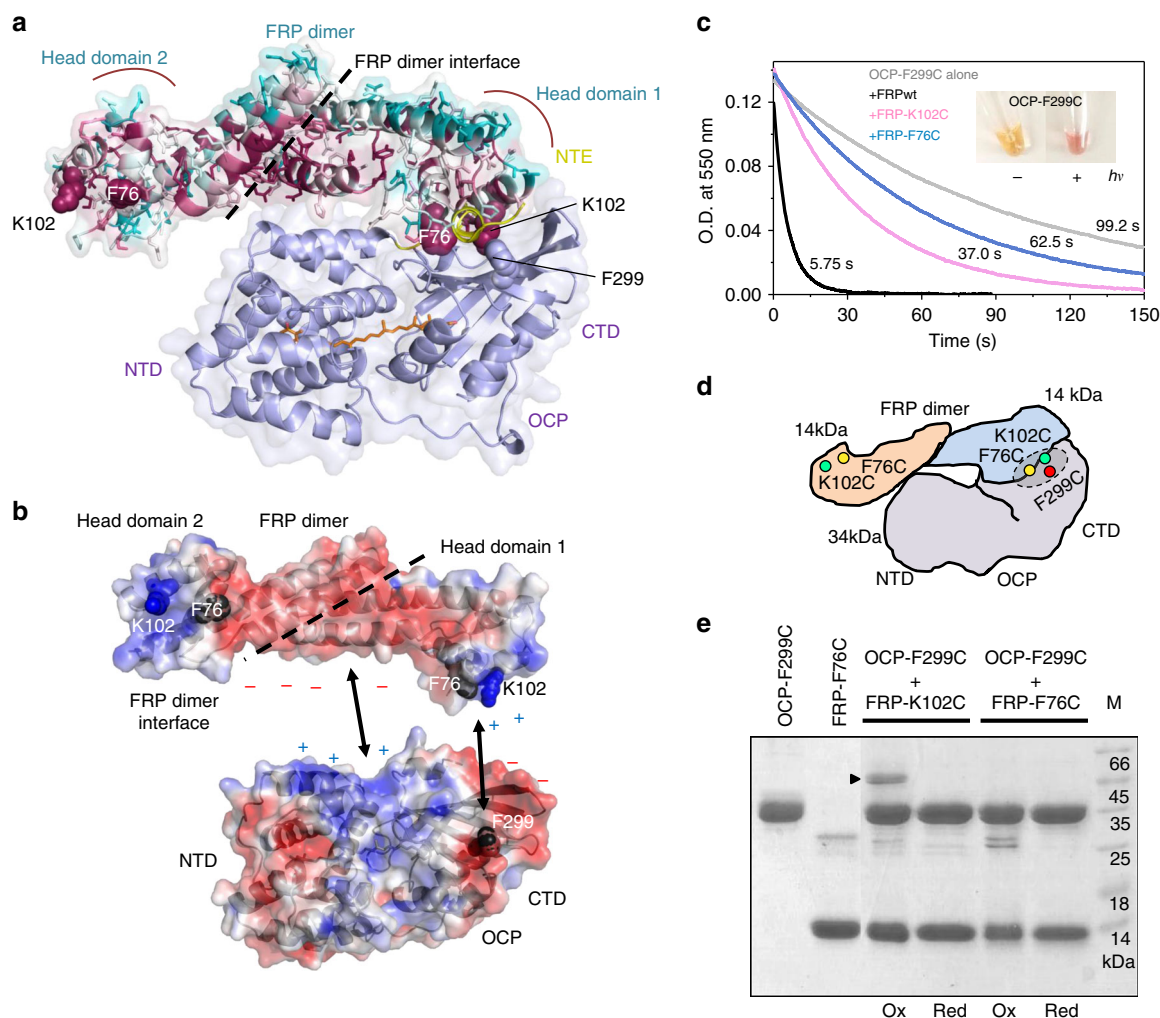 a
FRP dimer
FRP dimer interface
Head domain 2
Head domain 1
NTE
F76
K102
K102
F76
F299
CTD
NTD
OCP
b
Head domain 2
FRP dimer
Head domain 1
F76
K102
F76
K102
FRP dimer
interface
− − − −
+ +
+ + +
− −
F299
NTD
CTD
OCP
c
O.D. at 550 nm
0.12
0.08
0.04
0.00
OCP-F299C alone
+FRPwt
+FRP-K102C
+FRP-F76C
OCP-F299C
− + hν
99.2 s
62.5 s
37.0 s
5.75 s
0 30 60 90 120 150
Time (s)
d
14 kDa
FRP dimer
14kDa
K102C
F76C
F76C
K102C
F299C
34kDa
CTD
NTD
OCP
e
OCP-F299C
FRP-F76C
OCP-F299C
+
FRP-K102C
OCP-F299C
+
FRP-F76C
M
66
45
35
25
18
14
kDa
Ox Red Ox Red